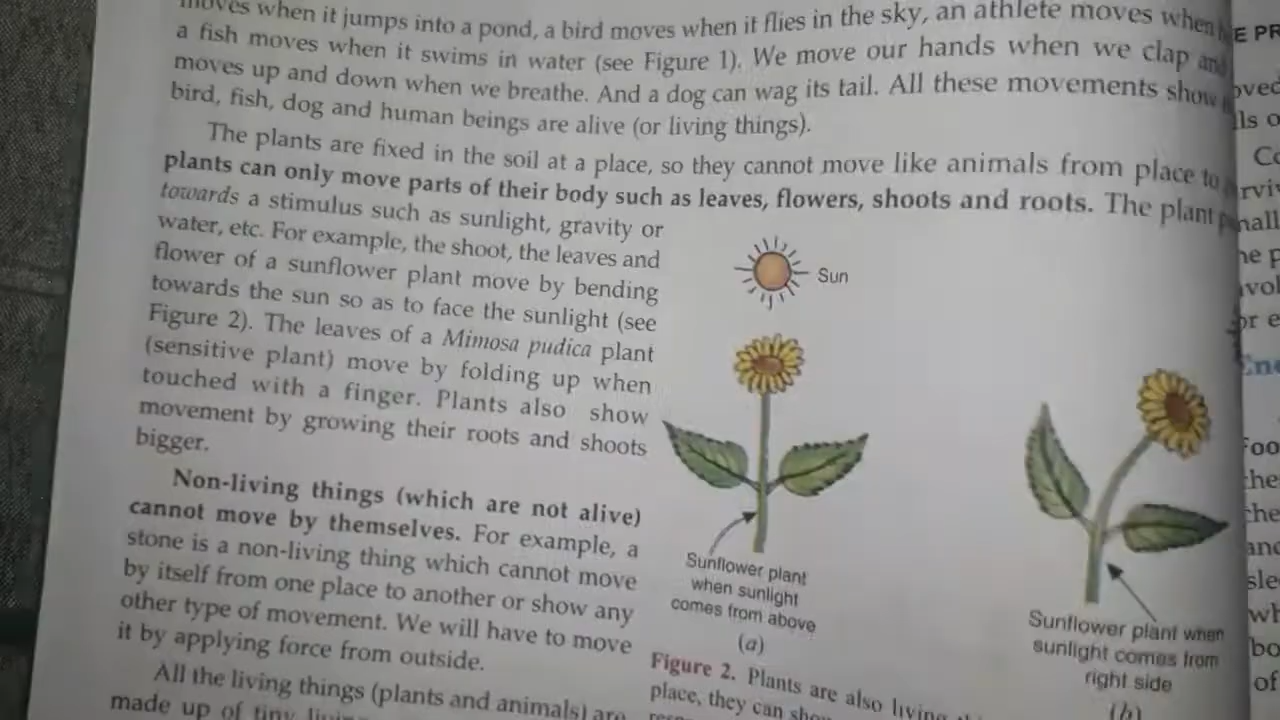 moves when it jumps into a pond, a bird moves when it flies in the sky, an athlete moves when
a fish moves when it swims in water (see Figure 1). We move our hands when we clap and
moves up and down when we breathe. And a dog can wag its tail. All these movements show
bird, fish, dog and human beings are alive (or living things).
The plants are fixed in the soil at a place, so they cannot move like animals from place to
plants can only move parts of their body such as leaves, flowers, shoots and roots. The plant
towards a stimulus such as sunlight, gravity or
water, etc. For example, the shoot, the leaves and
flower of a sunflower plant move by bending
towards the sun so as to face the sunlight (see
Figure 2). The leaves of a Mimosa pudica plant
(sensitive plant) move by folding up when
touched with a finger. Plants also show
movement by growing their roots and shoots
bigger.
Non-living things (which are not alive)
cannot move by themselves. For example, a
stone is a non-living thing which cannot move
by itself from one place to another or show any
other type of movement. We will have to move
it by applying force from outside.
All the living things (plants and animals) are
made up of tiny
Sun
Sunflower plant
when sunlight
comes from above
(a)
Sunflower plant when
sunlight comes from
right side
(b)
Figure 2. Plants are also living
place, they can
E PR